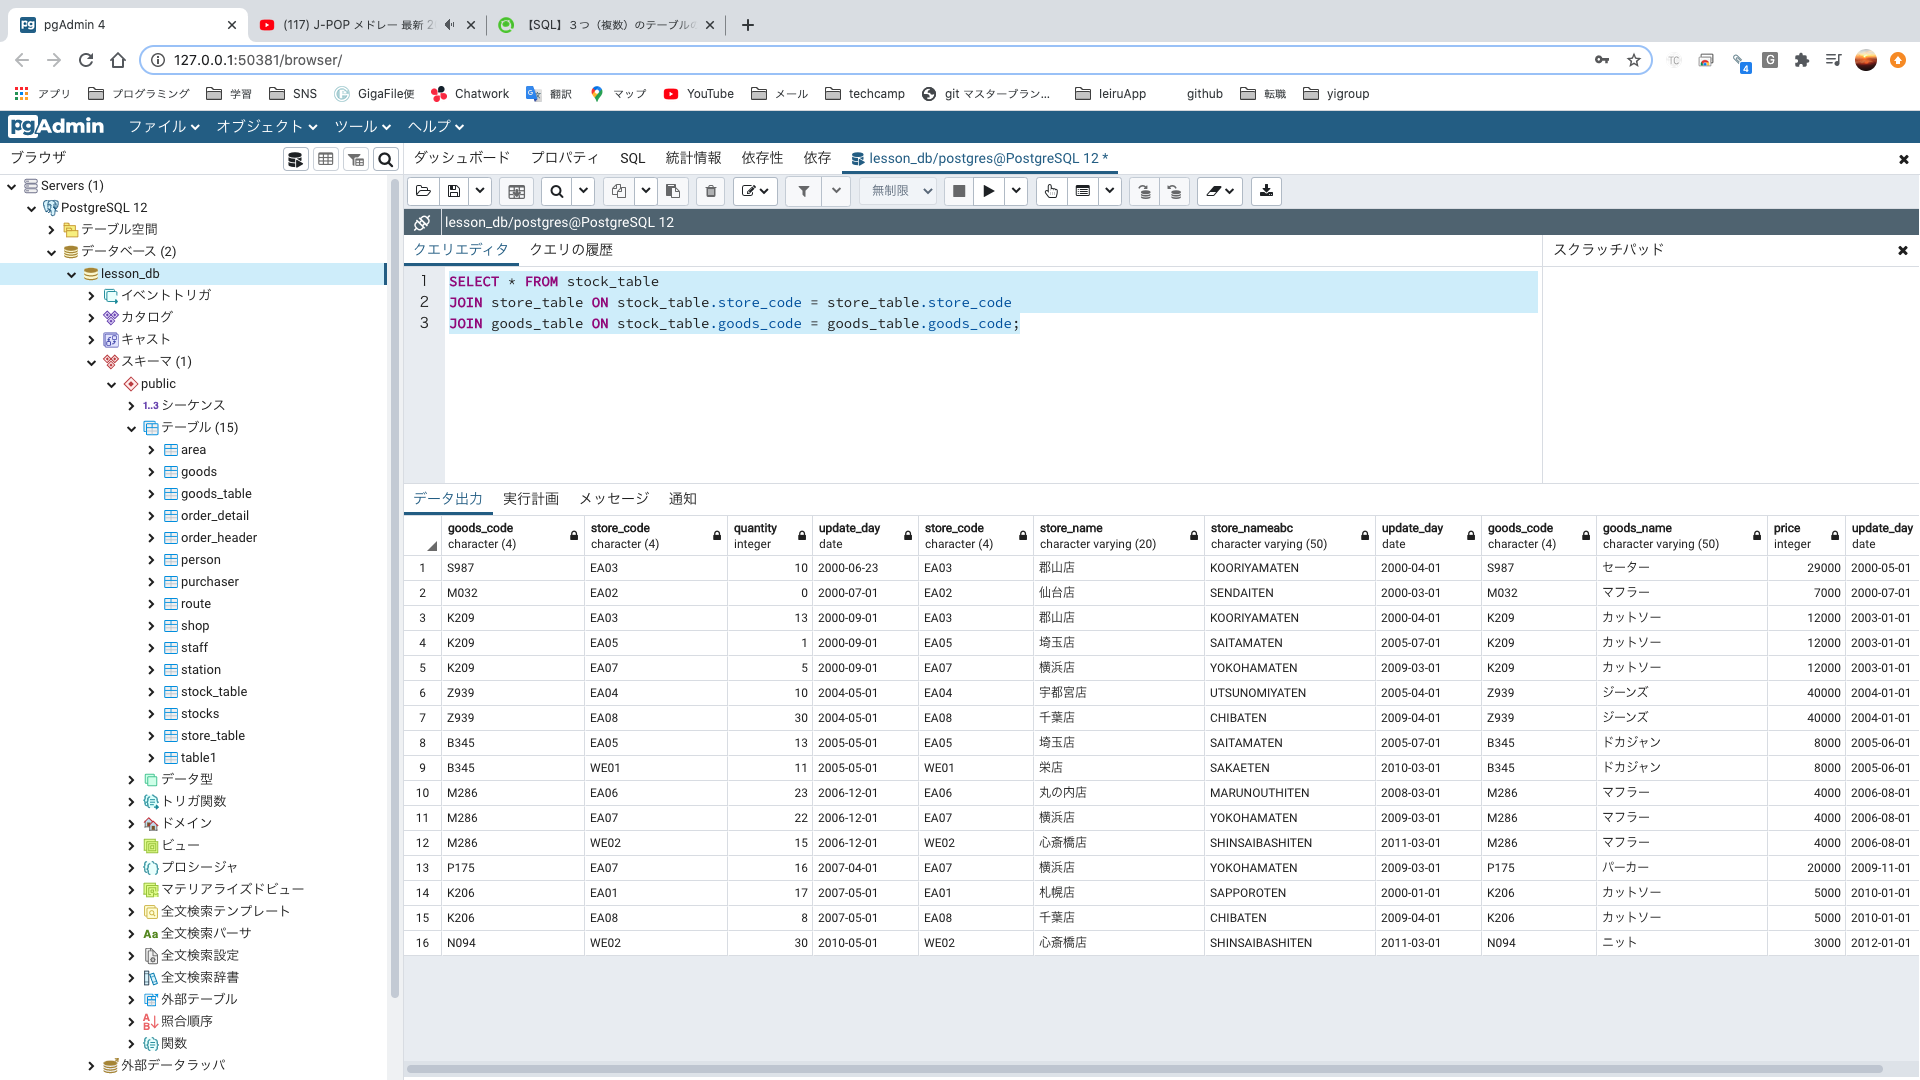 pgAdmin 4
(117) J-POP メドレー 最新 2
【SQL】３つ（複数）のテーブルの
127.0.0.1:50381/browser/
TC
4
G
アプリ プログラミング 学習 SNS GigaFile便 Chatwork 翻訳 マップ YouTube メール techcamp git マスタープラン... leiruApp github 転職 yigroup
pgAdmin ファイル オブジェクト ツール ヘルプ
ブラウザ
Servers (1)
PostgreSQL 12
テーブル空間
データベース (2)
lesson_db
イベントトリガ
カタログ
キャスト
スキーマ (1)
public
1..3 シーケンス
テーブル (15)
area
goods
goods_table
order_detail
order_header
person
purchaser
route
shop
staff
station
stock_table
stocks
store_table
table1
データ型
トリガ関数
ドメイン
ビュー
プロシージャ
マテリアライズドビュー
全文検索テンプレート
Aa 全文検索パーサ
全文検索設定
全文検索辞書
外部テーブル
照合順序
関数
外部データラッパ
ダッシュボード プロパティ SQL 統計情報 依存性 依存 lesson_db/postgres@PostgreSQL 12 *
無制限
lesson_db/postgres@PostgreSQL 12
クエリエディタ クエリの履歴 スクラッチパッド
1 SELECT * FROM stock_table
2 JOIN store_table ON stock_table.store_code = store_table.store_code
3 JOIN goods_table ON stock_table.goods_code = goods_table.goods_code;
データ出力 実行計画 メッセージ 通知
goods_code store_code quantity update_day store_code store_name store_nameabc update_day goods_code goods_name price update_day
character (4) character (4) integer date character (4) character varying (20) character varying (50) date character (4) character varying (50) integer date
1 S987 EA03 10 2000-06-23 EA03 郡山店 KOORIYAMATEN 2000-04-01 S987 セーター 29000 2000-05-01
2 M032 EA02 0 2000-07-01 EA02 仙台店 SENDAITEN 2000-03-01 M032 マフラー 7000 2000-07-01
3 K209 EA03 13 2000-09-01 EA03 郡山店 KOORIYAMATEN 2000-04-01 K209 カットソー 12000 2003-01-01
4 K209 EA05 1 2000-09-01 EA05 埼玉店 SAITAMATEN 2005-07-01 K209 カットソー 12000 2003-01-01
5 K209 EA07 5 2000-09-01 EA07 横浜店 YOKOHAMATEN 2009-03-01 K209 カットソー 12000 2003-01-01
6 Z939 EA04 10 2004-05-01 EA04 宇都宮店 UTSUNOMIYATEN 2005-04-01 Z939 ジーンズ 40000 2004-01-01
7 Z939 EA08 30 2004-05-01 EA08 千葉店 CHIBATEN 2009-04-01 Z939 ジーンズ 40000 2004-01-01
8 B345 EA05 13 2005-05-01 EA05 埼玉店 SAITAMATEN 2005-07-01 B345 ドカジャン 8000 2005-06-01
9 B345 WE01 11 2005-05-01 WE01 栄店 SAKAETEN 2010-03-01 B345 ドカジャン 8000 2005-06-01
10 M286 EA06 23 2006-12-01 EA06 丸の内店 MARUNOUTHITEN 2008-03-01 M286 マフラー 4000 2006-08-01
11 M286 EA07 22 2006-12-01 EA07 横浜店 YOKOHAMATEN 2009-03-01 M286 マフラー 4000 2006-08-01
12 M286 WE02 15 2006-12-01 WE02 心斎橋店 SHINSAIBASHITEN 2011-03-01 M286 マフラー 4000 2006-08-01
13 P175 EA07 16 2007-04-01 EA07 横浜店 YOKOHAMATEN 2009-03-01 P175 パーカー 20000 2009-11-01
14 K206 EA01 17 2007-05-01 EA01 札幌店 SAPPOROTEN 2000-01-01 K206 カットソー 5000 2010-01-01
15 K206 EA08 8 2007-05-01 EA08 千葉店 CHIBATEN 2009-04-01 K206 カットソー 5000 2010-01-01
16 N094 WE02 30 2010-05-01 WE02 心斎橋店 SHINSAIBASHITEN 2011-03-01 N094 ニット 3000 2012-01-01